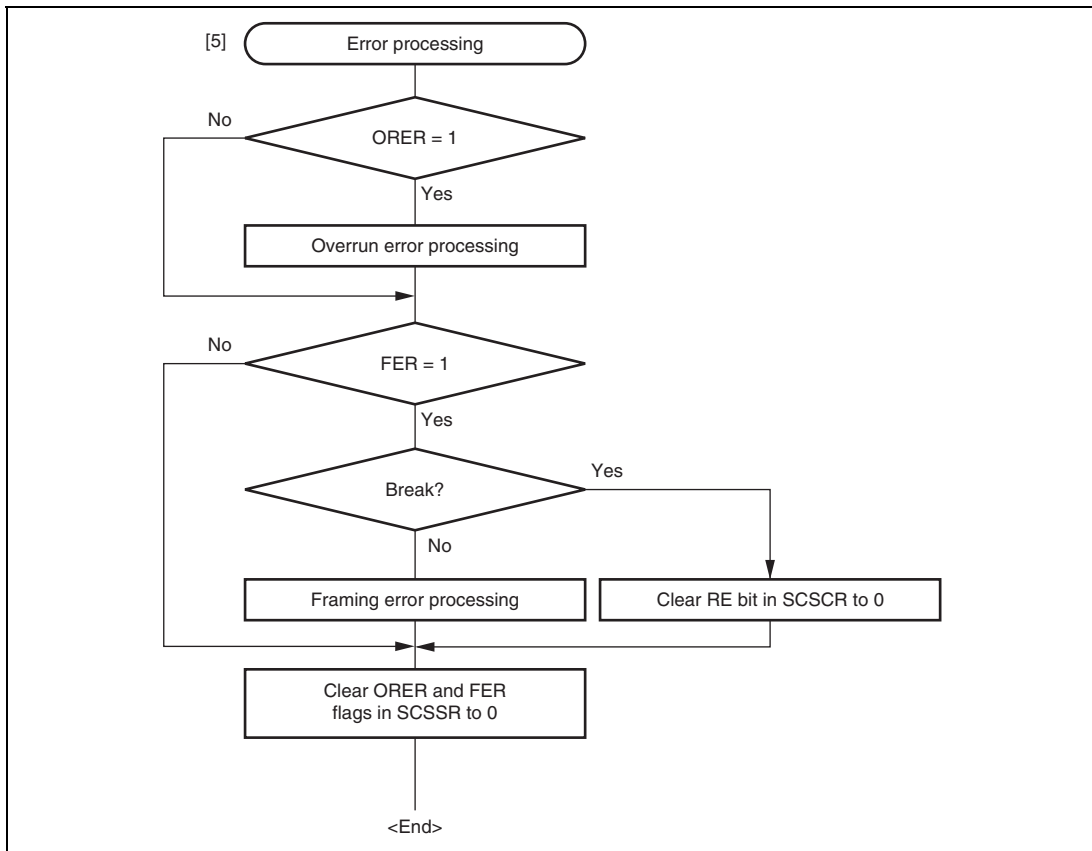 [5]
Error processing
No
ORER = 1
Yes
Overrun error processing
No
FER = 1
Yes
Yes
Break?
No
Framing error processing
Clear RE bit in SCSCR to 0
Clear ORER and FER
flags in SCSSR to 0
<End>